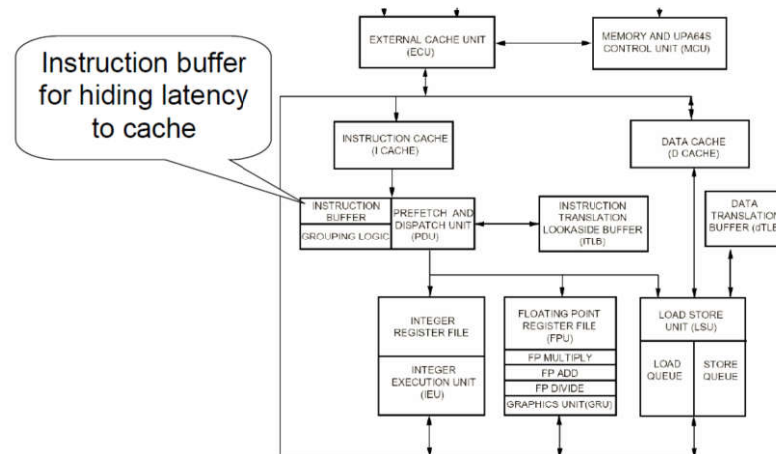 EXTERNAL CACHE UNIT
(ECU)
MEMORY AND UPA64S
CONTROL UNIT (MCU)
Instruction buffer
for hiding latency
to cache
INSTRUCTION CACHE
(I CACHE)
DATA CACHE
(D CACHE)
INSTRUCTION
BUFFER
GROUPING LOGIC
PREFETCH AND
DISPATCH UNIT
(PDU)
INSTRUCTION
TRANSLATION
LOOKASIDE BUFFER
(ITLB)
DATA
TRANSLATION
BUFFER (dTLB
INTEGER
REGISTER FILE
INTEGER
EXECUTION UNIT
(IEU)
FLOATING POINT
REGISTER FILE
(FPU)
FP MULTIPLY
FP ADD
FP DIVIDE
GRAPHICS UNIT(GRU)
LOAD STORE
UNIT (LSU)
LOAD
QUEUE
STORE
QUEUE